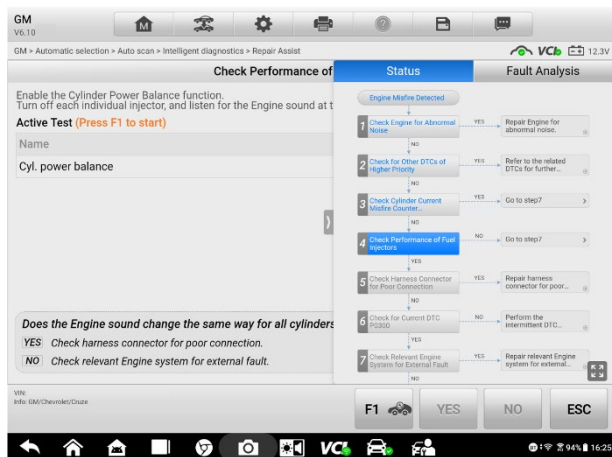 GM
V6.10
GM > Automatic selection > Auto scan > Intelligent diagnostics > Repair Assist
VCI 12.3V
Check Performance of
Status
Fault Analysis
Enable the Cylinder Power Balance function.
Turn off each individual injector, and listen for the Engine sound at t
Active Test (Press F1 to start)
Name
Cyl. power balance
Engine Misfire Detected
1 Check Engine for Abnormal Noise
YES
Repair Engine for abnormal noise.
NO
2 Check for Other DTCs of Higher Priority
YES
Refer to the related DTCs for further...
NO
3 Check Cylinder Current Misfire Counter...
YES
Go to step7 >
NO
4 Check Performance of Fuel Injectors
NO
Go to step7 >
YES
5 Check Harness Connector for Poor Connection
YES
Repair harness connector for poor...
NO
6 Check for Current DTC P0300
NO
Perform the intermittent DTC...
YES
7 Check Relevant Engine System for External Fault
YES
Repair relevant Engine system for external...
NO
Does the Engine sound change the same way for all cylinders
YES Check harness connector for poor connection.
NO Check relevant Engine system for external fault.
VIN:
Info: GM/Chevrolet/Cruze
F1
YES
NO
ESC
VCI
94% 16:25